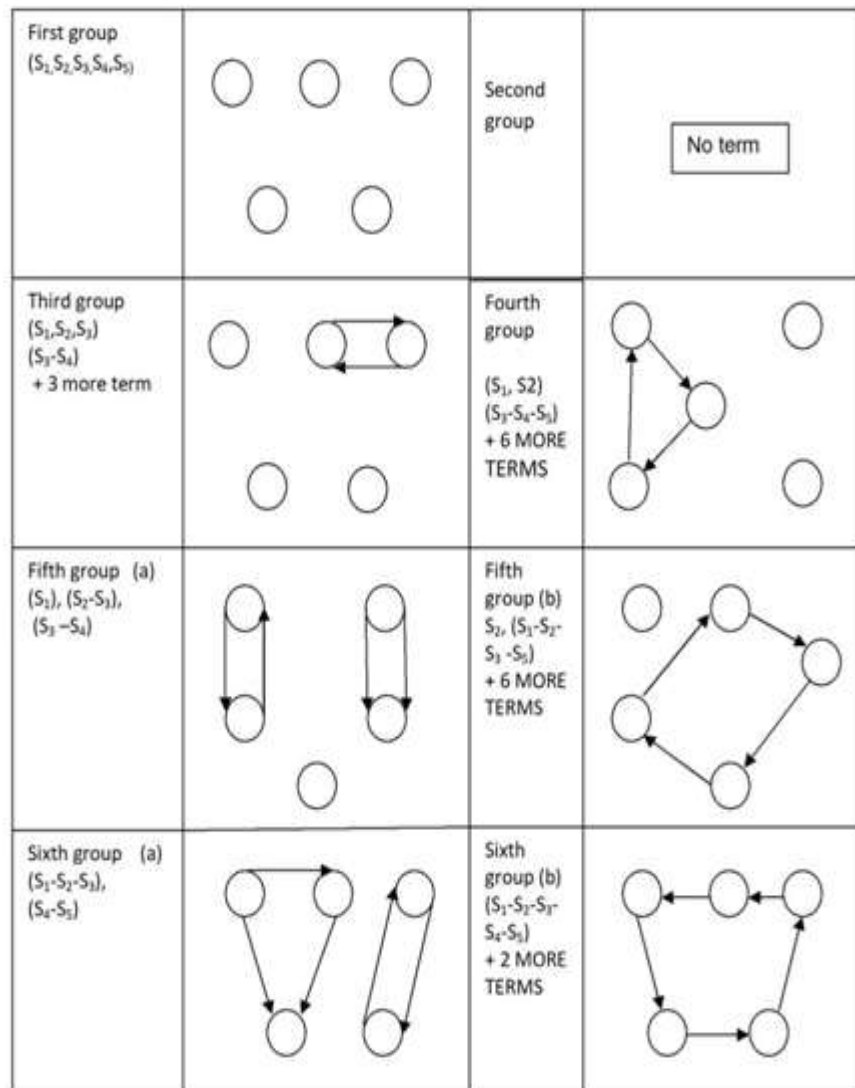 First group
(S₁,S₂,S₃,S₄,S₅)
Second
group
No term
Third group
(S₁,S₂,S₃)
(S₃-S₄)
+ 3 more term
Fourth
group
(S₁, S2)
(S₃-S₄-S₅)
+ 6 MORE
TERMS
Fifth group (a)
(S₁), (S₂-S₃),
(S₃ –S₄)
Fifth
group (b)
S₂, (S₁-S₂-
S₃ -S₅)
+ 6 MORE
TERMS
Sixth group (a)
(S₁-S₂-S₃),
(S₄-S₅)
Sixth
group (b)
(S₁-S₂-S₃-
S₄-S₅)
+ 2 MORE
TERMS